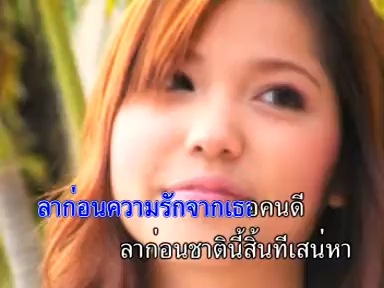 ลาก่อนความรักจากเธอคนดี
ลาก่อนชาตินี้สิ้นทีเสน่หา